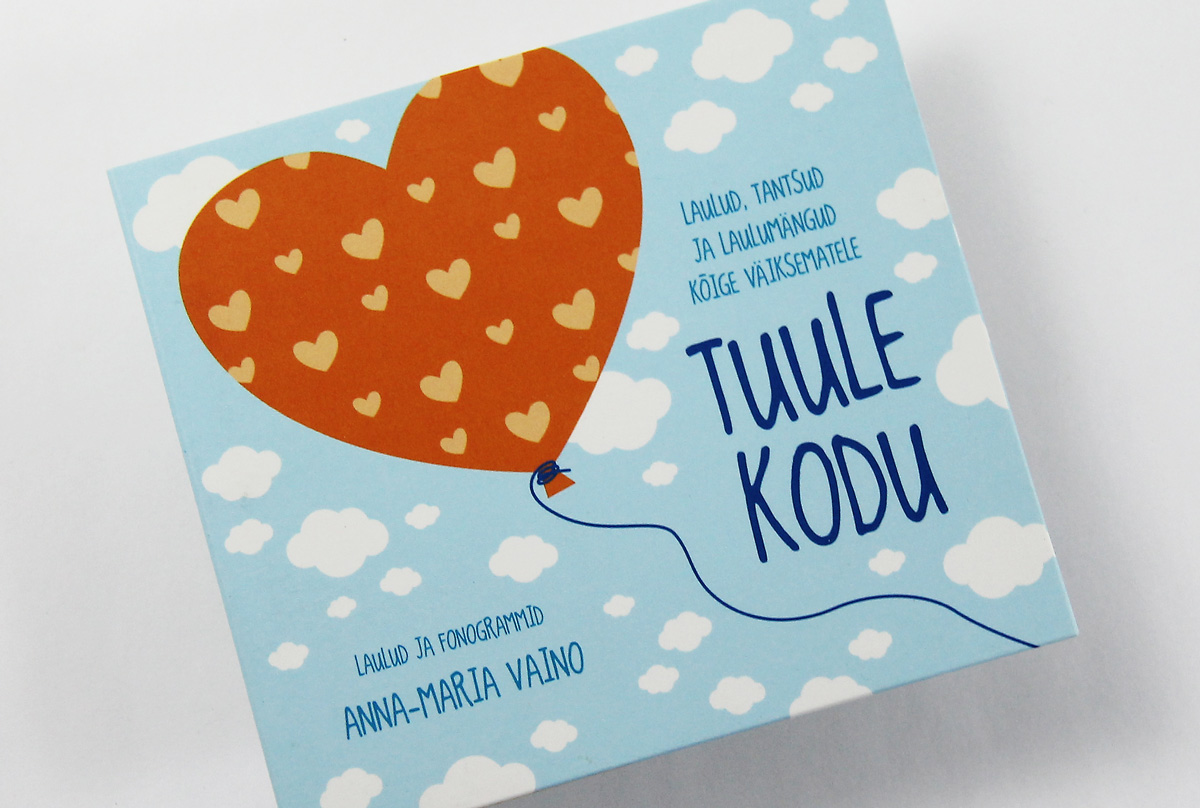 LAULUD, TANTSUD
JA LAULUMÄNGUD
KÕIGE VÄIKSEMATELE
TUULE
KODU
LAULUD JA FONOGRAMMID
ANNA-MARIA VAINO